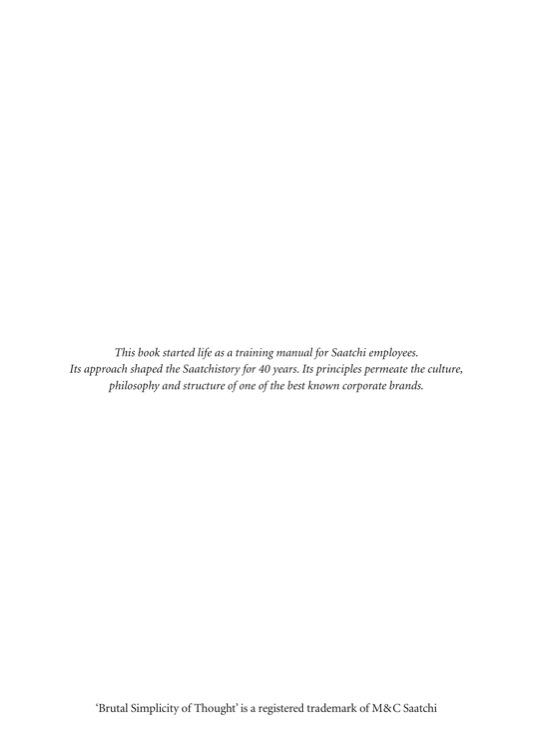 This book started life as a training manual for Saatchi employees.
Its approach shaped the Saatchistory for 40 years. Its principles permeate the culture,
philosophy and structure of one of the best known corporate brands.
‘Brutal Simplicity of Thought’ is a registered trademark of M&C Saatchi